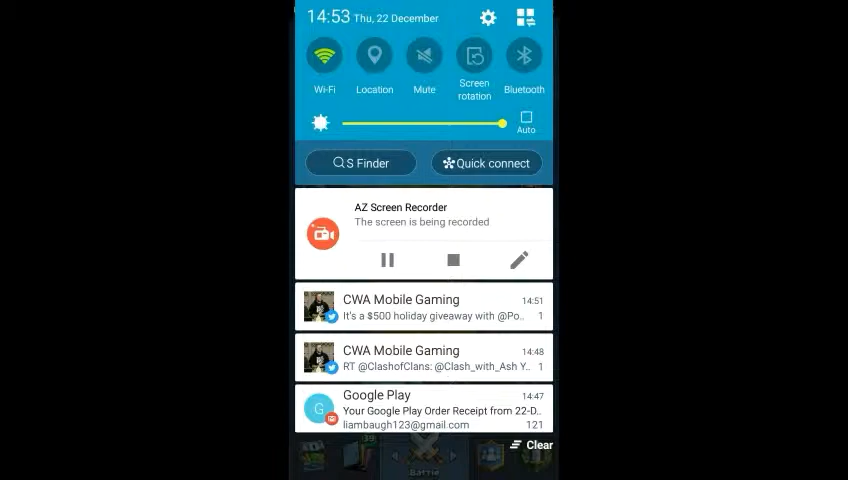 14:53 Thu, 22 December
Wi-Fi
Location
Mute
Screen
rotation
Bluetooth
Auto
S Finder
Quick connect
AZ Screen Recorder
The screen is being recorded
CWA Mobile Gaming 14:51
It's a $500 holiday giveaway with @Po.. 1
CWA Mobile Gaming 14:48
RT @ClashofClans: @Clash_with_Ash Y.. 1
G
Google Play 14:47
Your Google Play Order Receipt from 22-D..
liambaugh123@gmail.com 121
Clear
39
Battle